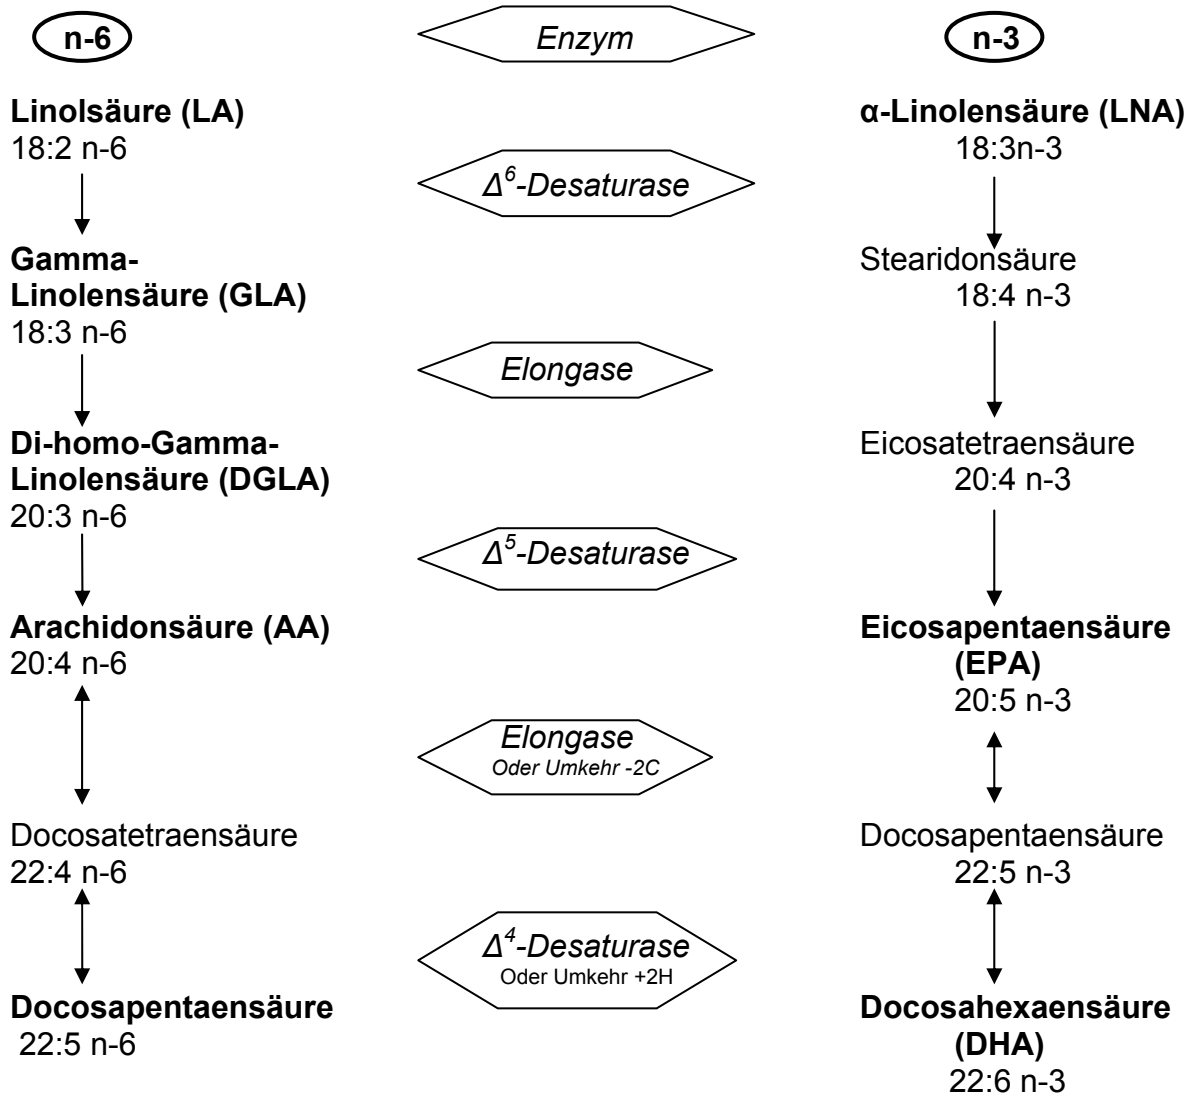 n-6
Enzym
n-3
Linolsäure (LA)
18:2 n-6
α-Linolensäure (LNA)
18:3n-3
Δ⁶-Desaturase
Gamma-
Linolensäure (GLA)
18:3 n-6
Stearidonsäure
18:4 n-3
Elongase
Di-homo-Gamma-
Linolensäure (DGLA)
20:3 n-6
Eicosatetraensäure
20:4 n-3
Δ⁵-Desaturase
Arachidonsäure (AA)
20:4 n-6
Eicosapentaensäure
(EPA)
20:5 n-3
Elongase
Oder Umkehr -2C
Docosatetraensäure
22:4 n-6
Docosapentaensäure
22:5 n-3
Δ⁴-Desaturase
Oder Umkehr +2H
Docosapentaensäure
22:5 n-6
Docosahexaensäure
(DHA)
22:6 n-3